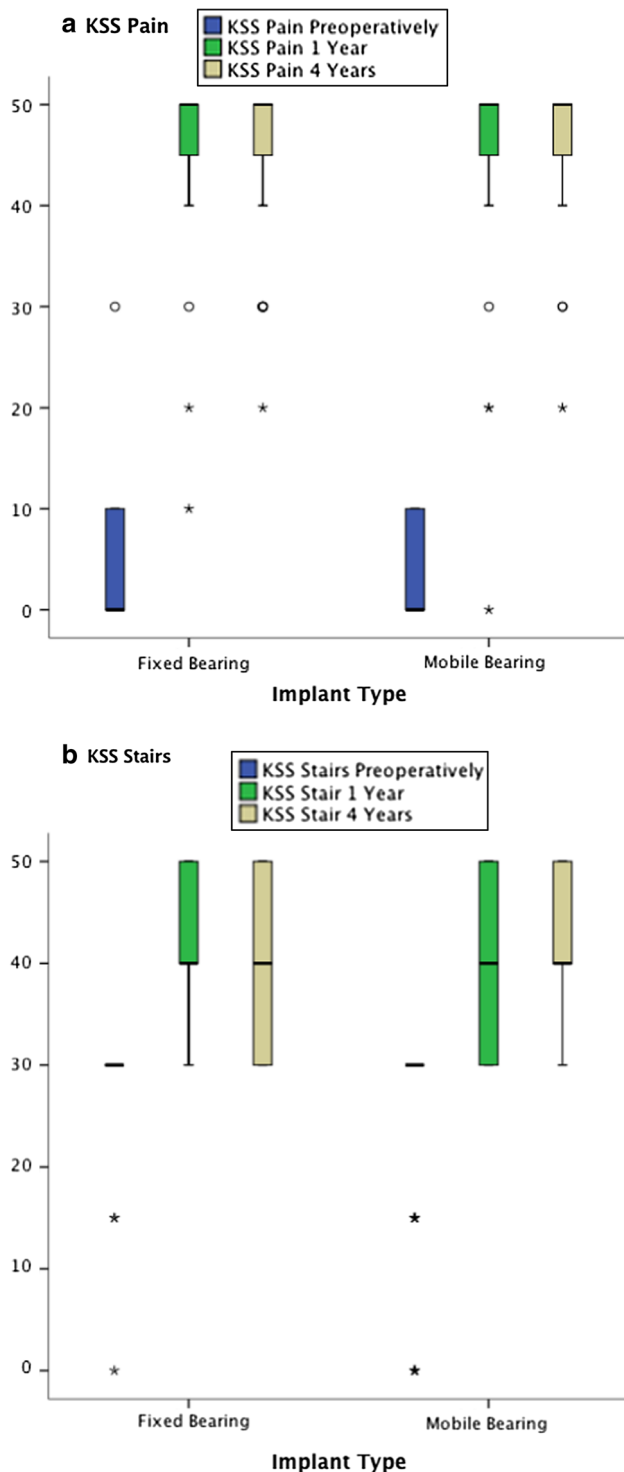 a KSS Pain
KSS Pain Preoperatively
KSS Pain 1 Year
KSS Pain 4 Years
50
40
30
20
10
0
Fixed Bearing
Mobile Bearing
Implant Type
b KSS Stairs
KSS Stairs Preoperatively
KSS Stair 1 Year
KSS Stair 4 Years
50
40
30
20
10
0
Fixed Bearing
Mobile Bearing
Implant Type